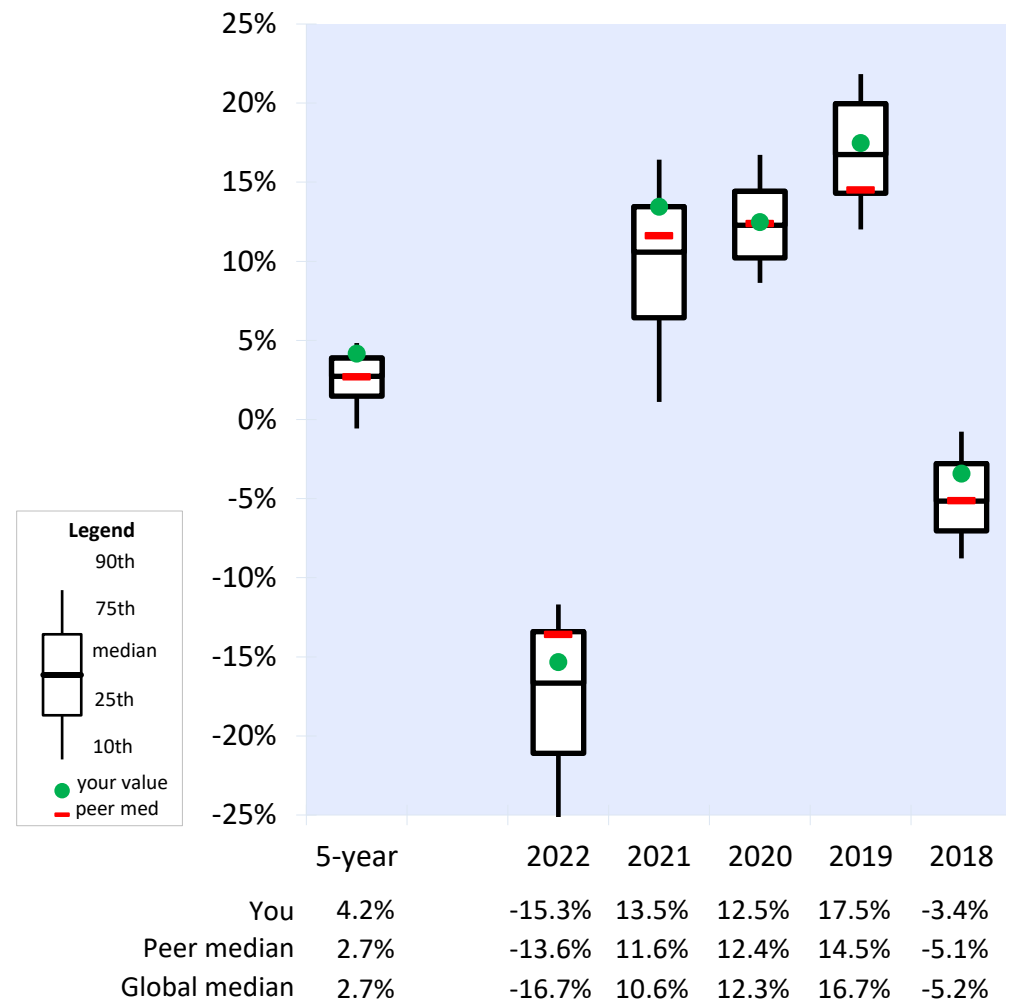 25%
20%
15%
10%
5%
0%
-5%
-10%
-15%
-20%
-25%
Legend
90th
75th
median
25th
10th
your value
peer med
5-year 2022 2021 2020 2019 2018
You 4.2% -15.3% 13.5% 12.5% 17.5% -3.4%
Peer median 2.7% -13.6% 11.6% 12.4% 14.5% -5.1%
Global median 2.7% -16.7% 10.6% 12.3% 16.7% -5.2%